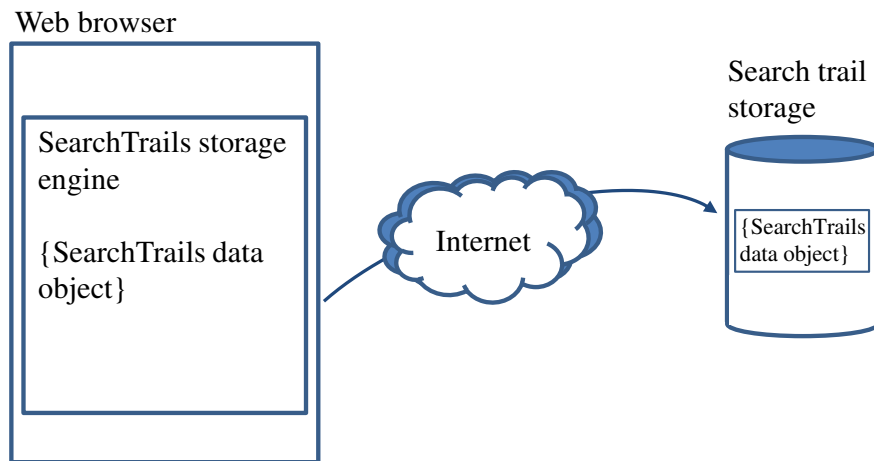 Web browser
SearchTrails storage
engine
{SearchTrails data
object}
Internet
Search trail
storage
{SearchTrails
data object}